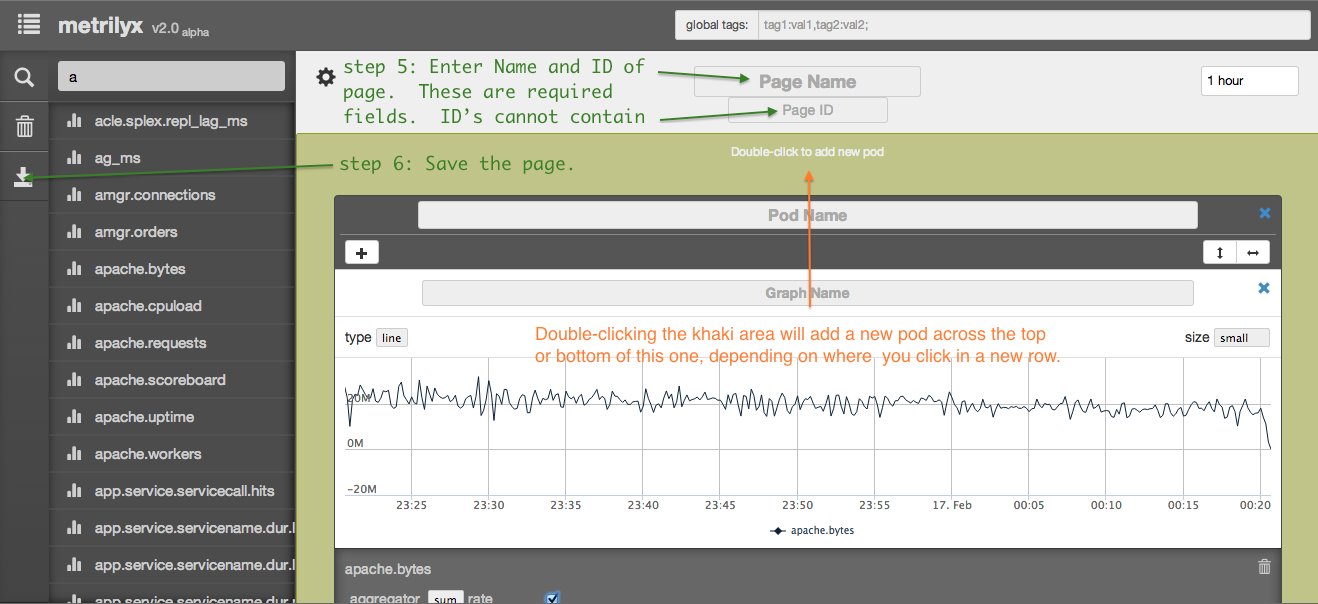 metrilyx v2.0 alpha
global tags: tag1:val1,tag2:val2;
a
acle.splex.repl_lag_ms
ag_ms
amgr.connections
amgr.orders
apache.bytes
apache.cpuload
apache.requests
apache.scoreboard
apache.uptime
apache.workers
app.service.servicecall.hits
app.service.servicename.dur.
app.service.servicename.dur.
app.service.servicename.dur.
step 5: Enter Name and ID of
page. These are required
fields. ID's cannot contain
Page Name
Page ID
1 hour
step 6: Save the page.
Double-click to add new pod
Pod Name
Graph Name
type line
size small
Double-clicking the khaki area will add a new pod across the top
or bottom of this one, depending on where you click in a new row.
20M
0M
-20M
23:25 23:30 23:35 23:40 23:45 23:50 23:55 17. Feb 00:05 00:10 00:15 00:20
apache.bytes
apache.bytes
aggregator sum rate